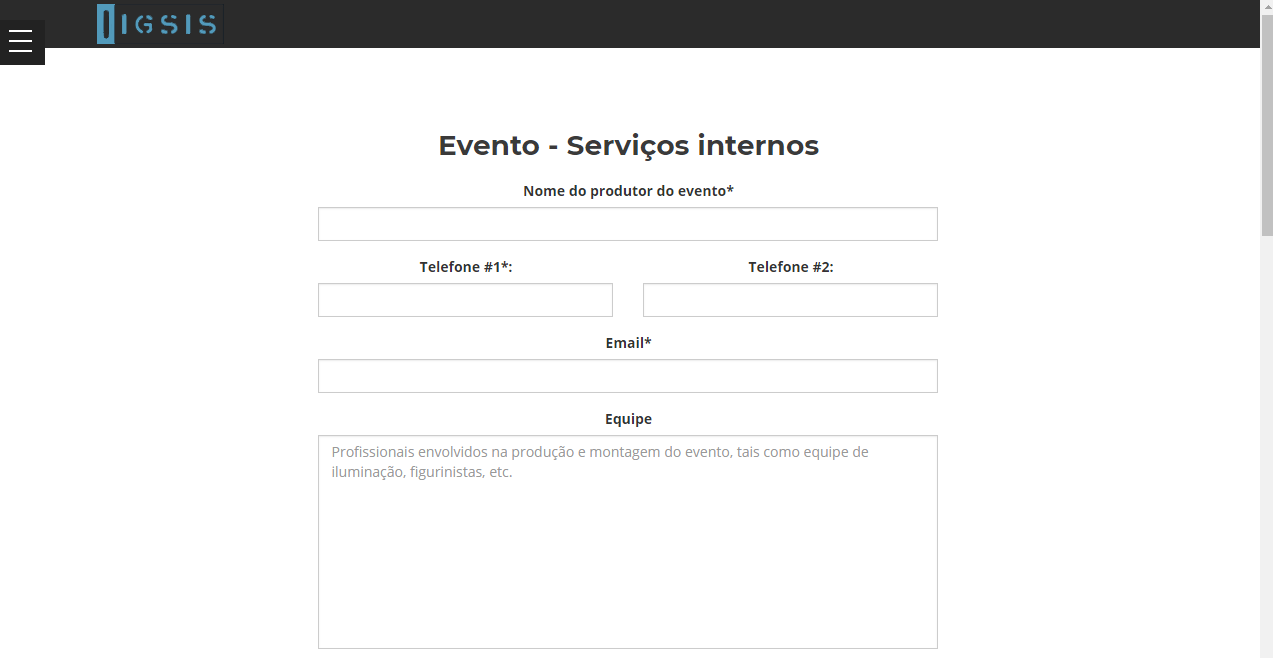 IGSIS
Evento - Serviços internos
Nome do produtor do evento*
Telefone #1*:
Telefone #2:
Email*
Equipe
Profissionais envolvidos na produção e montagem do evento, tais como equipe de
iluminação, figurinistas, etc.